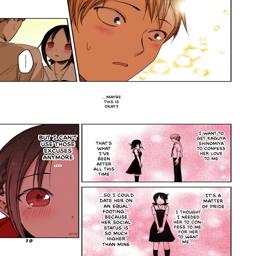 ...MAYBE
THIS IS
OKAY?
I WANT TO
GET KAGUYA
SHINOMIYA
TO CONFESS
HER LOVE
TO ME
THAT'S
WHAT I'VE
BEEN AFTER
ALL THIS
TIME
IT'S A
MATTER
OF PRIDE
I THOUGHT I
NEEDED HER
TO CON-
FESS TO ME.
FOR HER
TO WANT
ME
...SO I COULD
DATE HER ON
AN EQUAL
FOOTING,
BECAUSE
HER SOCIAL
STATUS IS
SO MUCH
HIGHER
THAN MINE
BUT I CAN'T
USE THOSE
EXCUSES
ANYMORE
....
19